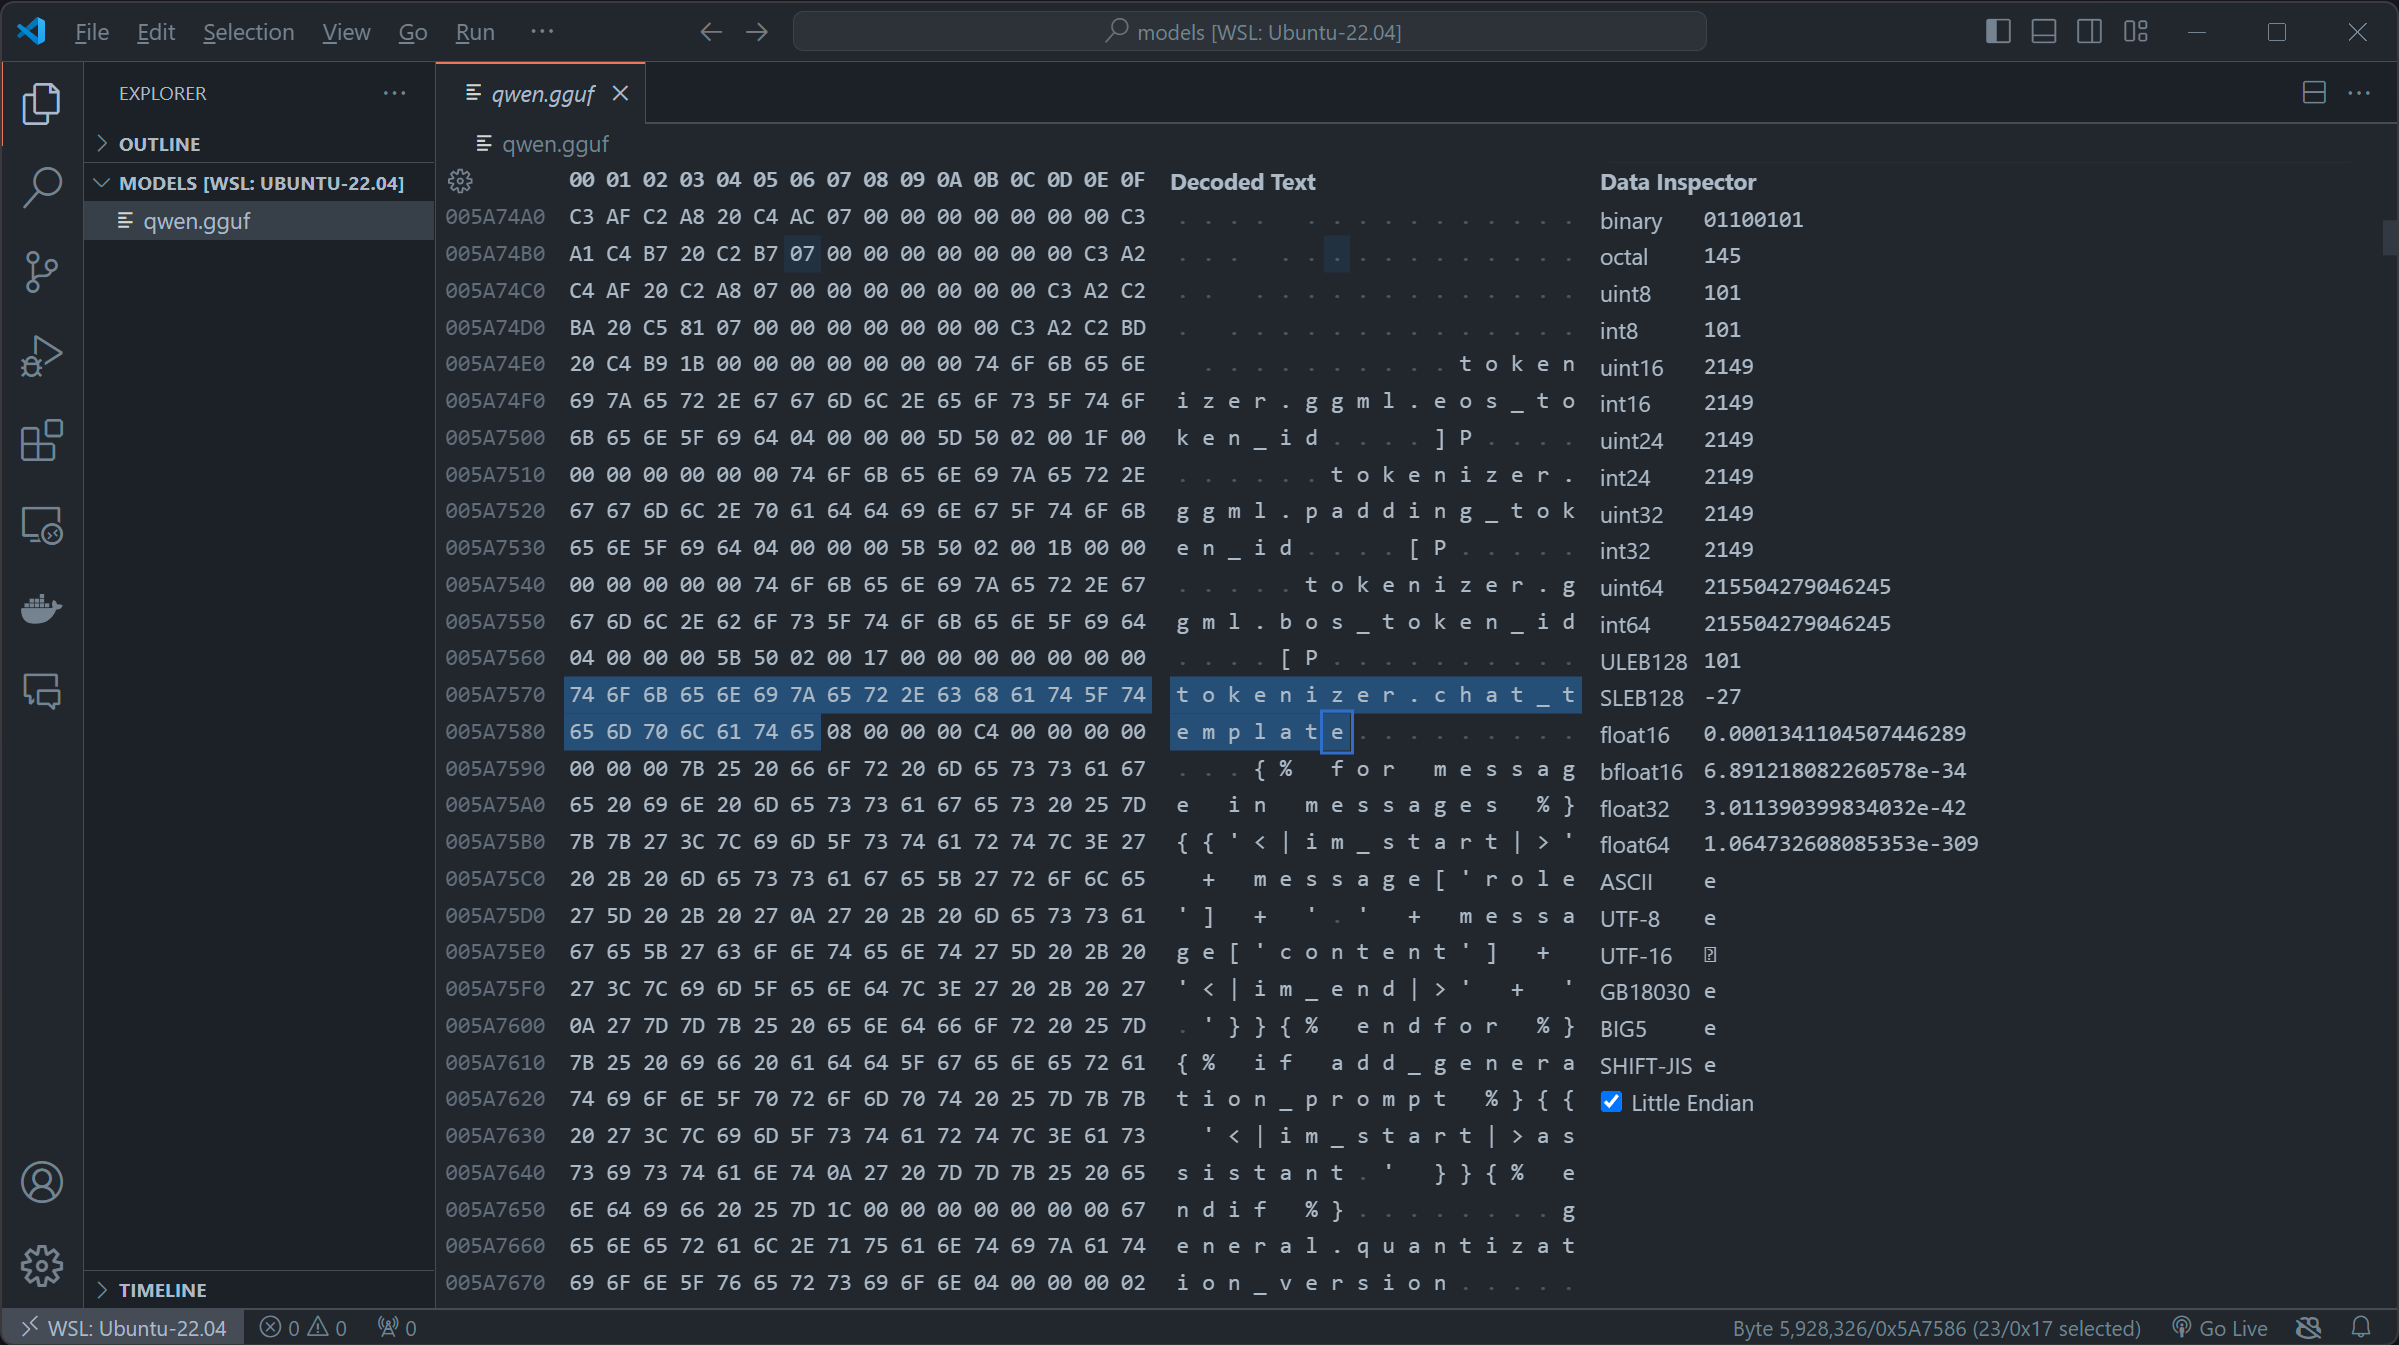 File Edit Selection View Go Run ···
models [WSL: Ubuntu-22.04]
EXPLORER
OUTLINE
MODELS [WSL: UBUNTU-22.04]
qwen.gguf
TIMELINE
qwen.gguf
qwen.gguf
00 01 02 03 04 05 06 07 08 09 0A 0B 0C 0D 0E 0F Decoded Text
005A74A0 C3 AF C2 A8 20 C4 AC 07 00 00 00 00 00 00 00 C3 . . . .   . . . . . . . . . . .
005A74B0 A1 C4 B7 20 C2 B7 07 00 00 00 00 00 00 00 C3 A2 . . .   . . . . . . . . . . . .
005A74C0 C4 AF 20 C2 A8 07 00 00 00 00 00 00 00 C3 A2 C2 . .   . . . . . . . . . . . . .
005A74D0 BA 20 C5 81 07 00 00 00 00 00 00 00 C3 A2 C2 BD .   . . . . . . . . . . . . . .
005A74E0 20 C4 B9 1B 00 00 00 00 00 00 00 74 6F 6B 65 6E . . . . . . . . . . t o k e n
005A74F0 69 7A 65 72 2E 67 67 6D 6C 2E 65 6F 73 5F 74 6F i z e r . g g m l . e o s _ t o
005A7500 6B 65 6E 5F 69 64 04 00 00 00 5D 50 02 00 1F 00 k e n _ i d . . . . ] P . . . .
005A7510 00 00 00 00 00 00 74 6F 6B 65 6E 69 7A 65 72 2E . . . . . . t o k e n i z e r .
005A7520 67 67 6D 6C 2E 70 61 64 64 69 6E 67 5F 74 6F 6B g g m l . p a d d i n g _ t o k
005A7530 65 6E 5F 69 64 04 00 00 00 5B 50 02 00 1B 00 00 e n _ i d . . . . [ P . . . . .
005A7540 00 00 00 00 00 74 6F 6B 65 6E 69 7A 65 72 2E 67 . . . . . t o k e n i z e r . g
005A7550 67 6D 6C 2E 62 6F 73 5F 74 6F 6B 65 6E 5F 69 64 g m l . b o s _ t o k e n _ i d
005A7560 04 00 00 00 5B 50 02 00 17 00 00 00 00 00 00 00 . . . . [ P . . . . . . . . . .
005A7570 74 6F 6B 65 6E 69 7A 65 72 2E 63 68 61 74 5F 74 t o k e n i z e r . c h a t _ t
005A7580 65 6D 70 6C 61 74 65 08 00 00 00 C4 00 00 00 00 e m p l a t e . . . . . . . . .
005A7590 00 00 00 7B 25 20 66 6F 72 20 6D 65 73 73 61 67 . . . { %   f o r   m e s s a g
005A75A0 65 20 69 6E 20 6D 65 73 73 61 67 65 73 20 25 7D e   i n   m e s s a g e s   % }
005A75B0 7B 7B 27 3C 7C 69 6D 5F 73 74 61 72 74 7C 3E 27 { { ' < | i m _ s t a r t | > '
005A75C0 20 2B 20 6D 65 73 73 61 67 65 5B 27 72 6F 6C 65 + m e s s a g e [ ' r o l e
005A75D0 27 5D 20 2B 20 27 0A 27 20 2B 20 6D 65 73 73 61 ' ]   +   ' . '   +   m e s s a
005A75E0 67 65 5B 27 63 6F 6E 74 65 6E 74 27 5D 20 2B 20 g e [ ' c o n t e n t ' ]   +
005A75F0 27 3C 7C 69 6D 5F 65 6E 64 7C 3E 27 20 2B 20 27 ' < | i m _ e n d | > '   +   '
005A7600 0A 27 7D 7D 7B 25 20 65 6E 64 66 6F 72 20 25 7D . ' } } { %   e n d f o r   % }
005A7610 7B 25 20 69 66 20 61 64 64 5F 67 65 6E 65 72 61 { %   i f   a d d _ g e n e r a
005A7620 74 69 6F 6E 5F 70 72 6F 6D 70 74 20 25 7D 7B 7B t i o n _ p r o m p t   % } { {
005A7630 20 27 3C 7C 69 6D 5F 73 74 61 72 74 7C 3E 61 73 ' < | i m _ s t a r t | > a s
005A7640 73 69 73 74 61 6E 74 0A 27 20 7D 7D 7B 25 20 65 s i s t a n t . '   } } { %   e
005A7650 6E 64 69 66 20 25 7D 1C 00 00 00 00 00 00 00 67 n d i f   % } . . . . . . . . g
005A7660 65 6E 65 72 61 6C 2E 71 75 61 6E 74 69 7A 61 74 e n e r a l . q u a n t i z a t
005A7670 69 6F 6E 5F 76 65 72 73 69 6F 6E 04 00 00 00 02 i o n _ v e r s i o n . . . . .
Data Inspector
binary 01100101
octal 145
uint8 101
int8 101
uint16 2149
int16 2149
uint24 2149
int24 2149
uint32 2149
int32 2149
uint64 215504279046245
int64 215504279046245
ULEB128 101
SLEB128 -27
float16 0.0001341104507446289
bfloat16 6.891218082260578e-34
float32 3.011390399834032e-42
float64 1.064732608085353e-309
ASCII e
UTF-8 e
UTF-16
GB18030 e
BIG5 e
SHIFT-JIS e
Little Endian
WSL: Ubuntu-22.04 0 0 0 Byte 5,928,326/0x5A7586 (23/0x17 selected) Go Live